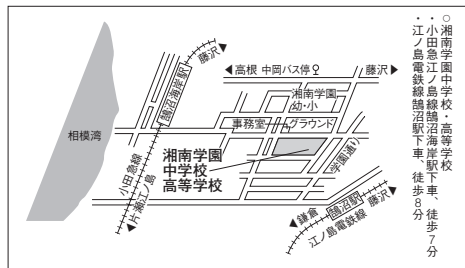 ○湘南学園中学校・高等学校
・小田急江ノ島線鵠沼海岸駅下車、徒歩7分
・江ノ島電鉄線鵠沼駅下車、徒歩8分
藤沢
鵠沼海岸駅
小田急線
片瀬江ノ島
相模湾
高根 中岡バス停 藤沢
湘南学園
幼・小
事務室
グラウンド
湘南学園
中学校
高等学校
学園通り
鎌倉
鵠沼駅
藤沢
江ノ島電鉄線